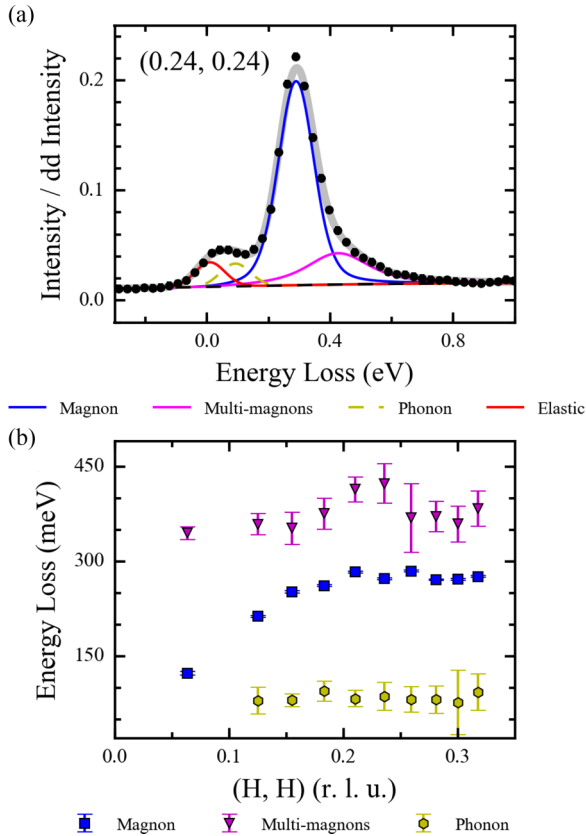 (a)
(0.24, 0.24)
Intensity / dd Intensity
0.2
0.1
0.0
0.0 0.4 0.8
Energy Loss (eV)
Magnon Multi-magnons Phonon Elastic
(b)
Energy Loss (meV)
450
300
150
0.0 0.1 0.2 0.3
(H, H) (r. l. u.)
Magnon Multi-magnons Phonon